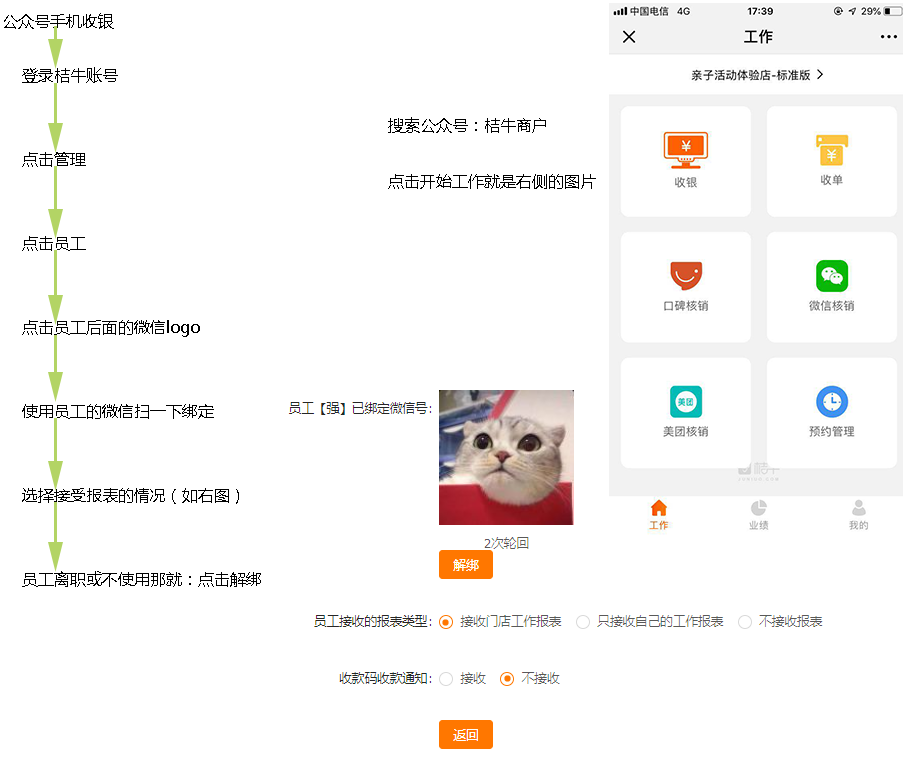 公众号手机收银
登录桔牛账号
点击管理
点击员工
点击员工后面的微信logo
使用员工的微信扫一下绑定
选择接受报表的情况（如右图）
员工离职或不使用那就：点击解绑
搜索公众号：桔牛商户
点击开始工作就是右侧的图片
员工【强】已绑定微信号：
2次轮回
解绑
员工接收的报表类型： 接收门店工作报表 只接收自己的工作报表 不接收报表
收款码收款通知： 接收 不接收
返回
中国电信 4G 17:39 29%
工作
亲子活动体验店-标准版
收银 收单
口碑核销 微信核销
美团
美团核销 预约管理
桔牛
工作 业绩 我的